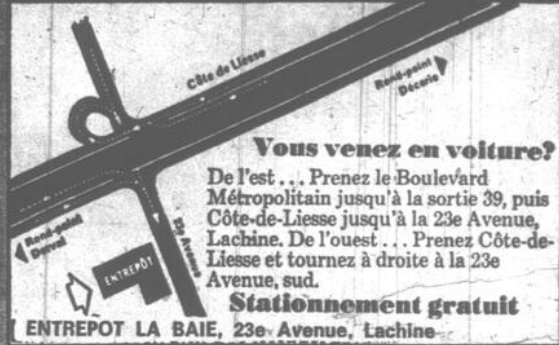 Côte de Liesse
Rond-point
Décarie
Vous venez en voiture?
De l'est... Prenez le Boulevard
Métropolitain jusqu'à la sortie 39, puis
Côte-de-Liesse jusqu'à la 23e Avenue,
Lachine. De l'ouest... Prenez Côte-de-
Liesse et tournez à droite à la 23e
Avenue, sud.
Rond-point
Dorval
23e Avenue
ENTREPÔT
Stationnement gratuit
ENTREPOT LA BAIE, 23e Avenue, Lachine